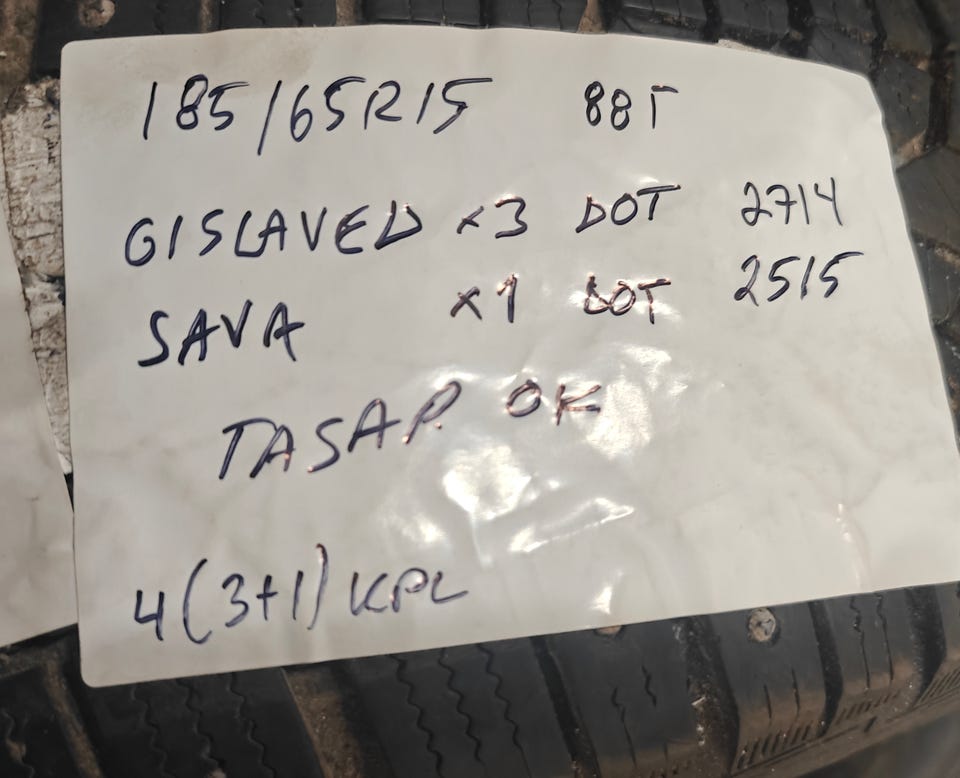 185/65R15 88T
GISLAVED x3 DOT 2714
SAVA x1 DOT 2515
TASAP OK
4(3+1) KPL